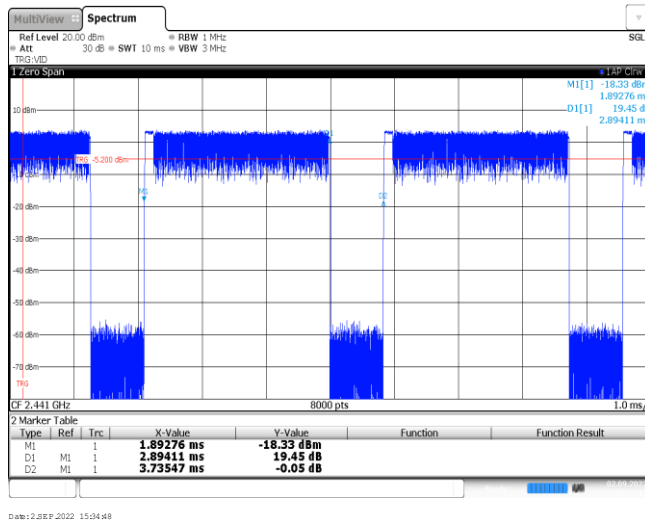 MultiView Spectrum
Ref Level 20.00 dBm RBW 1 MHz SGL
Att 30 dB SWT 10 ms VBW 3 MHz
TRG:VID
1 Zero Span 1AP Clrw
M1[1] -18.33 dBm
1.89276 ms
D1[1] 19.45 dB
2.89411 ms
10 dBm
TRG -5.200 dBm
M1
D2
-20 dBm
-30 dBm
-40 dBm
-50 dBm
-60 dBm
-70 dBm
TRG
CF 2.441 GHz 8000 pts 1.0 ms/
2 Marker Table
Type Ref Trc X-Value Y-Value Function Function Result
M1 1 1.89276 ms -18.33 dBm
D1 M1 1 2.89411 ms 19.45 dB
D2 M1 1 3.73547 ms -0.05 dB
Date: 2.SEP.2022 15:34:48